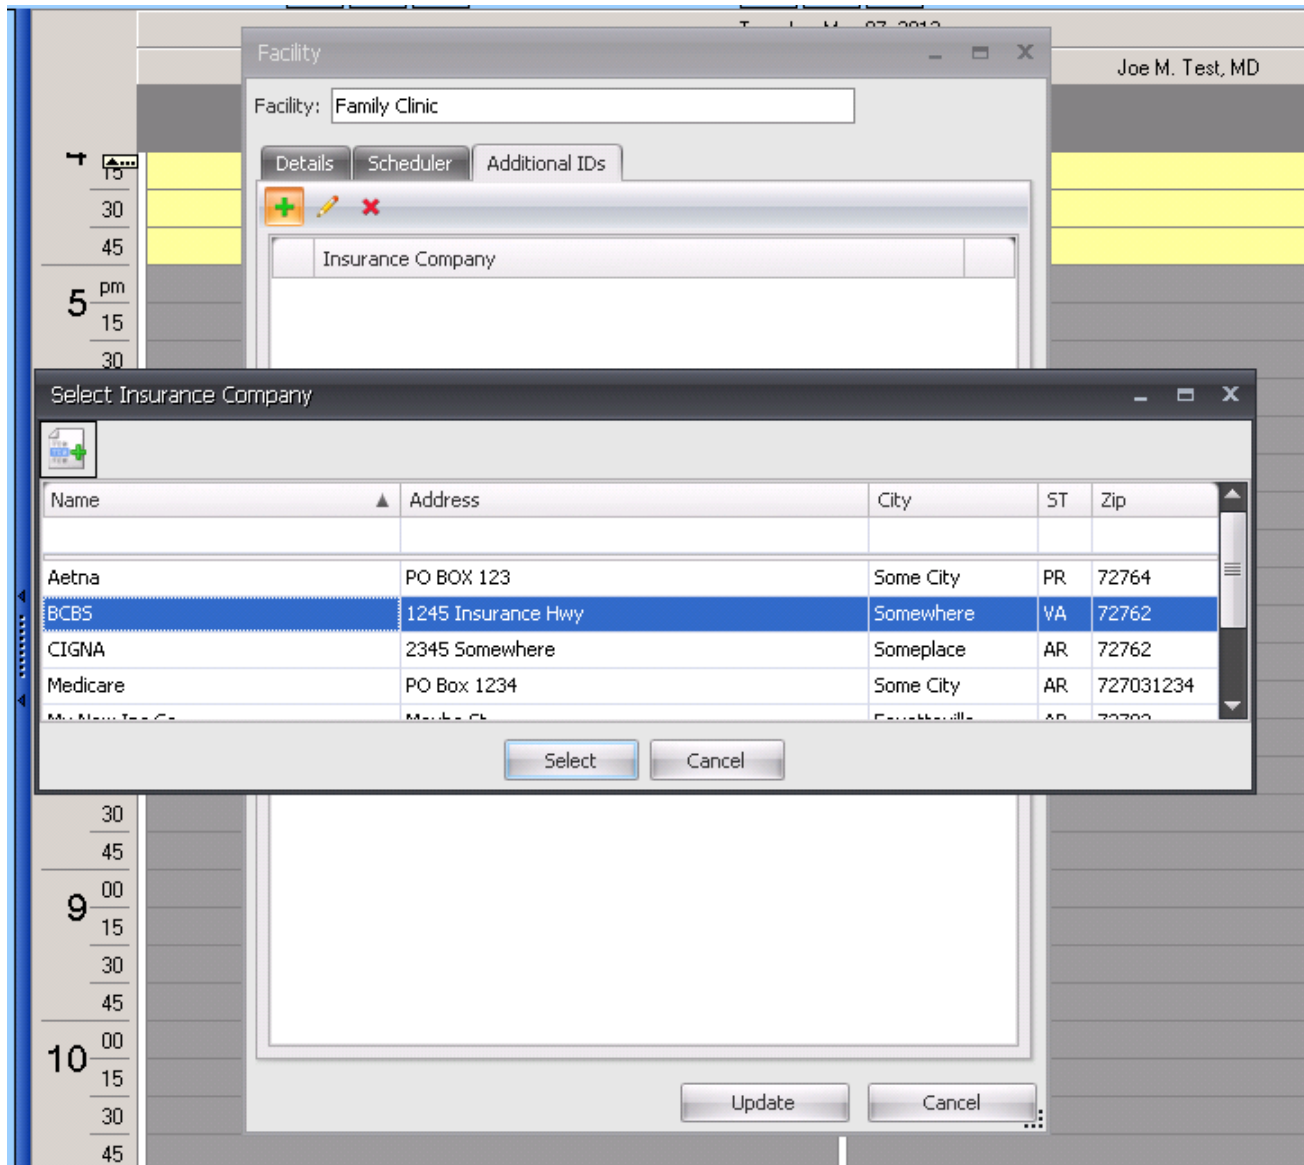 Facility
Joe M. Test, MD
Facility: Family Clinic
Details Scheduler Additional IDs
4
15
30
45
Insurance Company
5 pm
15
30
Select Insurance Company
Name Address City ST Zip
Aetna PO BOX 123 Some City PR 72764
BCBS 1245 Insurance Hwy Somewhere VA 72762
CIGNA 2345 Somewhere Someplace AR 72762
Medicare PO Box 1234 Some City AR 727031234
Select Cancel
30
45
9 00
15
30
45
10 00
15
30
45
Update Cancel